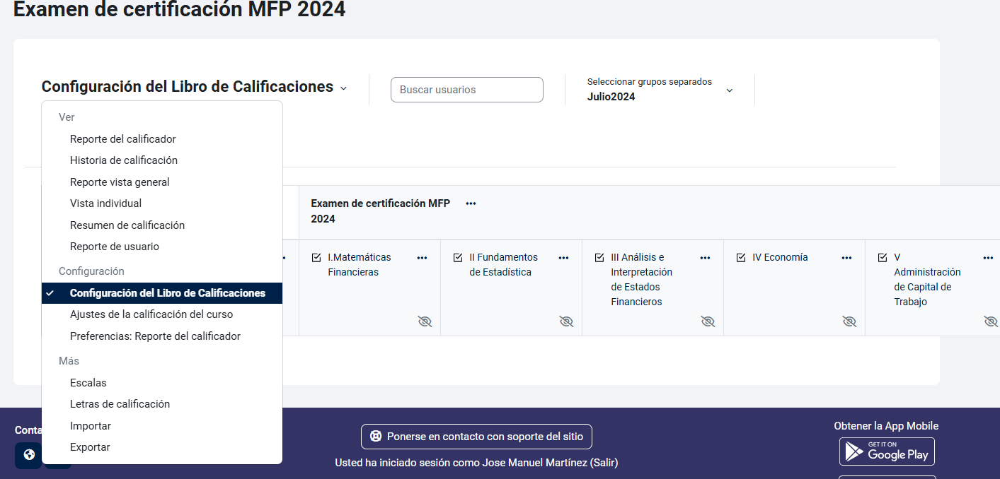 Examen de certificación MFP 2024
Configuración del Libro de Calificaciones
Buscar usuarios
Seleccionar grupos separados
Julio2024
Ver
Reporte del calificador
Historia de calificación
Reporte vista general
Vista individual
Resumen de calificación
Reporte de usuario
Configuración
Configuración del Libro de Calificaciones
Ajustes de la calificación del curso
Preferencias: Reporte del calificador
Más
Escalas
Letras de calificación
Importar
Exportar
Examen de certificación MFP
2024
I.Matemáticas
Financieras
II Fundamentos
de Estadística
III Análisis e
Interpretación
de Estados
Financieros
IV Economía
V
Administración
de Capital de
Trabajo
Conta
Ponerse en contacto con soporte del sitio
Usted ha iniciado sesión como Jose Manuel Martínez (Salir)
Obtener la App Mobile
GET IT ON
Google Play